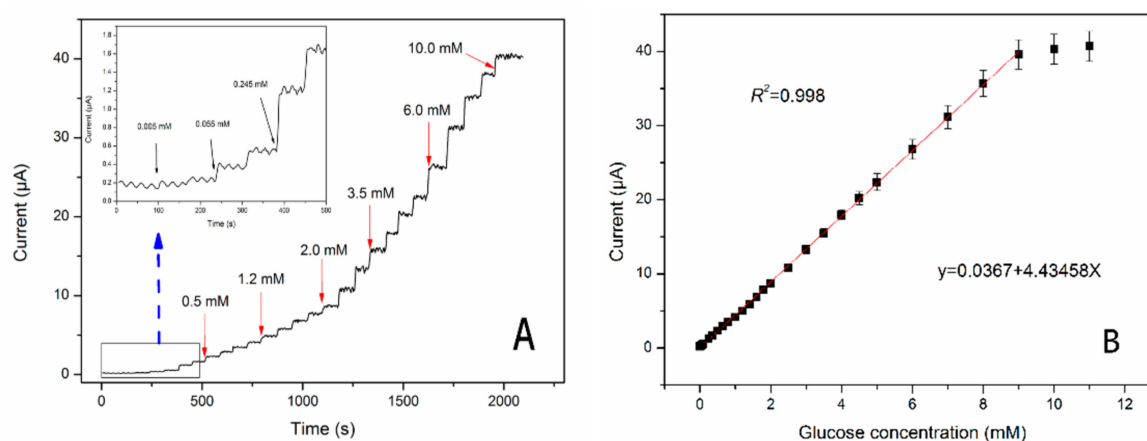 40
30
20
10
0
Current (µA)
0
500
1000
1500
2000
Time (s)
0.5 mM
1.2 mM
2.0 mM
3.5 mM
6.0 mM
10.0 mM
A
1.8
1.6
1.4
1.2
1.0
0.8
0.6
0.4
0.2
0.0
Current (µA)
0
100
200
300
400
500
Time (s)
0.005 mM
0.055 mM
0.245 mM
40
30
20
10
0
Current (µA)
0
2
4
6
8
10
12
Glucose concentration (mM)
R²=0.998
y=0.0367+4.43458X
B